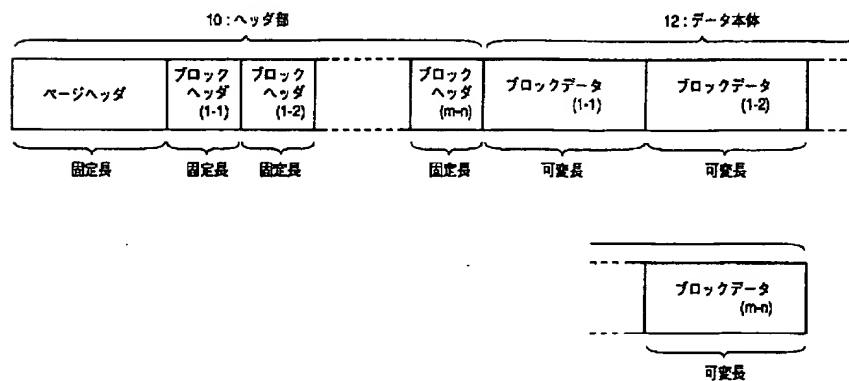 10：ヘッダ部
12：データ本体
ページヘッダ
ブロック
ヘッダ
(1-1)
ブロック
ヘッダ
(1-2)
ブロック
ヘッダ
(m-n)
ブロックデータ
(1-1)
ブロックデータ
(1-2)
固定長
固定長
固定長
固定長
可変長
可変長
ブロックデータ
(m-n)
可変長